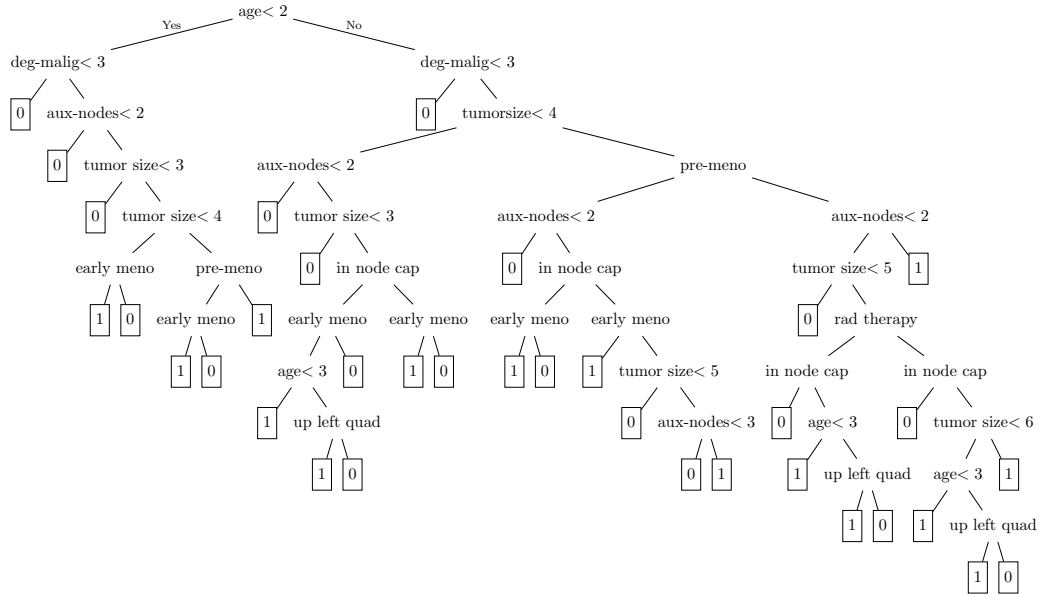 age< 2
Yes No
deg-malig< 3 deg-malig< 3
0 aux-nodes< 2 0 tumorsize< 4
0 tumor size< 3 aux-nodes< 2 pre-meno
0 tumor size< 4 0 tumor size< 3 aux-nodes< 2 aux-nodes< 2
early meno pre-meno 0 in node cap 0 in node cap tumor size< 5 1
1 0 early meno 1 early meno early meno early meno early meno 0 rad therapy
1 0 age< 3 0 1 0 1 0 1 tumor size< 5 in node cap in node cap
1 up left quad 0 aux-nodes< 3 0 age< 3 0 tumor size< 6
1 0 0 1 1 up left quad age< 3 1
1 0 1 up left quad
1 0